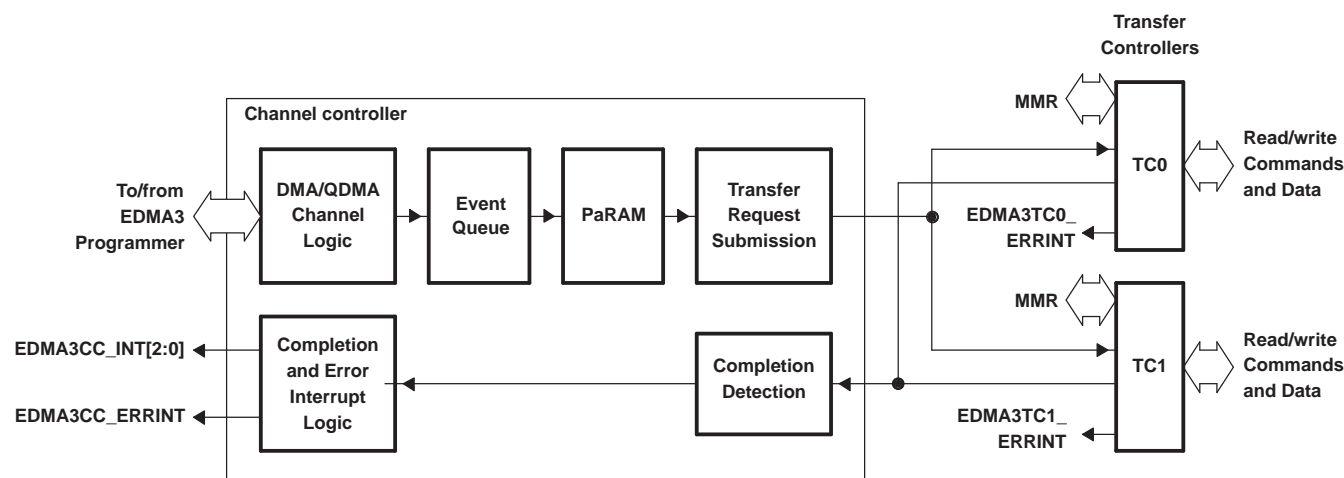 Transfer
Controllers
MMR
Channel controller
Read/write
Commands
and Data
TC0
To/from
EDMA3
Programmer
DMA/QDMA
Channel
Logic
Event
Queue
PaRAM
Transfer
Request
Submission
EDMA3TC0_
ERRINT
MMR
EDMA3CC_INT[2:0]
Completion
and Error
Interrupt
Logic
Completion
Detection
TC1
Read/write
Commands
and Data
EDMA3CC_ERRINT
EDMA3TC1_
ERRINT